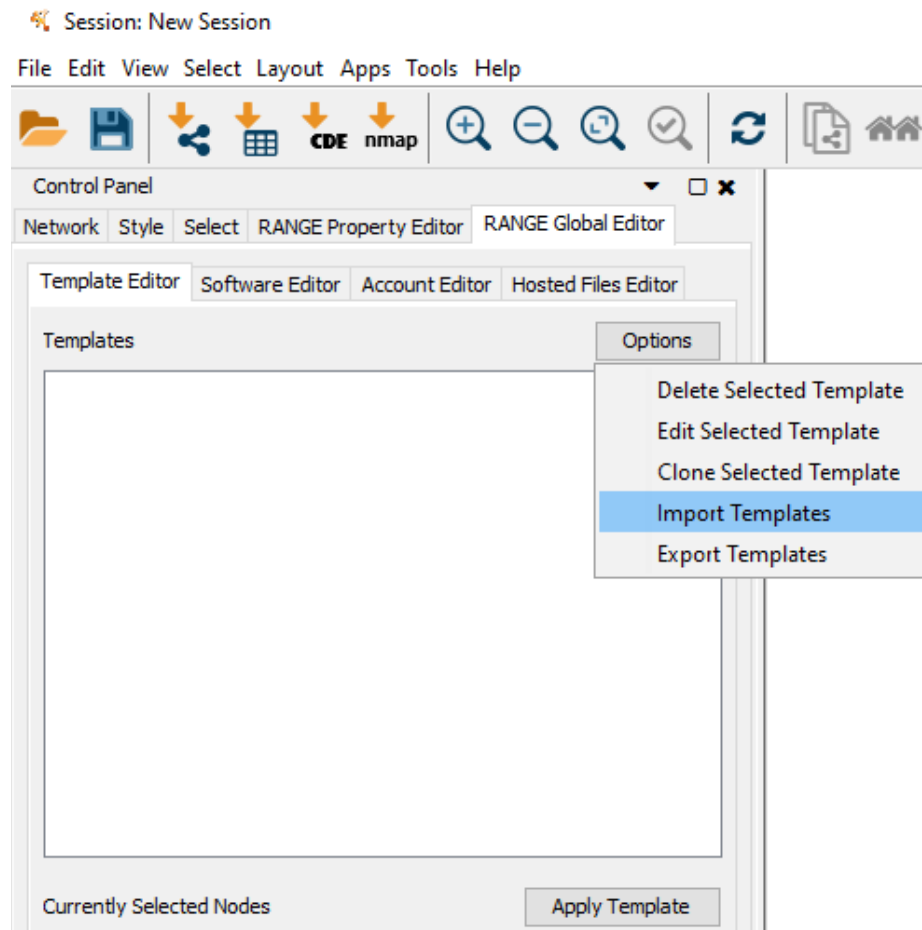 Session: New Session
File Edit View Select Layout Apps Tools Help
CDE nmap
Control Panel
Network Style Select RANGE Property Editor RANGE Global Editor
Template Editor Software Editor Account Editor Hosted Files Editor
Templates Options
Delete Selected Template
Edit Selected Template
Clone Selected Template
Import Templates
Export Templates
Currently Selected Nodes Apply Template